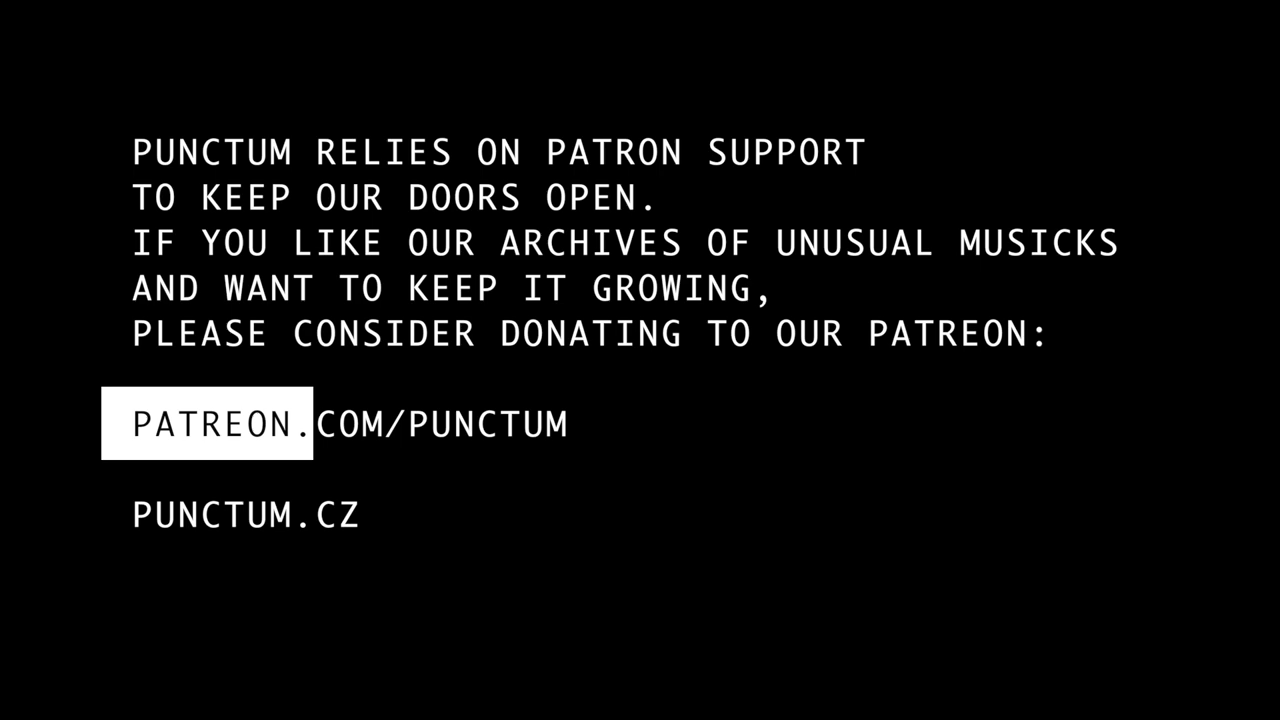 PUNCTUM RELIES ON PATRON SUPPORT
TO KEEP OUR DOORS OPEN.
IF YOU LIKE OUR ARCHIVES OF UNUSUAL MUSICKS
AND WANT TO KEEP IT GROWING,
PLEASE CONSIDER DONATING TO OUR PATREON:
PATREON.COM/PUNCTUM
PUNCTUM.CZ